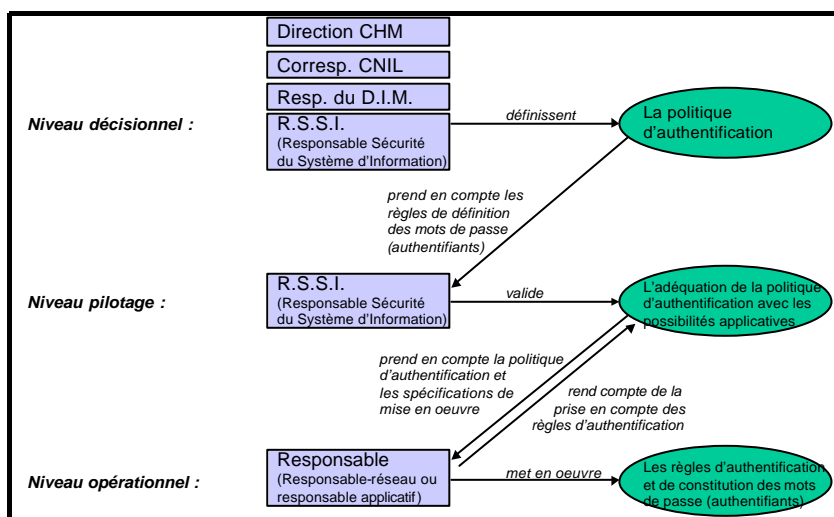 Direction CHM
Corresp. CNIL
Resp. du D.I.M.
Niveau décisionnel :
R.S.S.I.
(Responsable Sécurité
du Système d'Information)
définissent
La politique
d'authentification
prend en compte les
règles de définition
des mots de passe
(authentifiants)
Niveau pilotage :
R.S.S.I.
(Responsable Sécurité
du Système d'Information)
valide
L'adéquation de la politique
d'authentification avec les
possibilités applicatives
prend en compte la politique
d'authentification et
les spécifications de
mise en oeuvre
rend compte de la
prise en compte des
règles d'authentification
Niveau opérationnel :
Responsable
(Responsable-réseau ou
responsable applicatif)
met en oeuvre
Les règles d'authentification
et de constitution des mots
de passe (authentifiants)